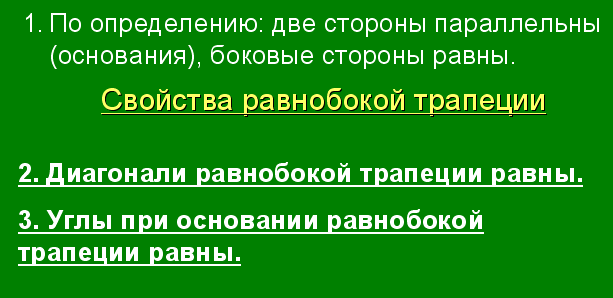 1. По определению: две стороны параллельны
(основания), боковые стороны равны.
Свойства равнобокой трапеции
2. Диагонали равнобокой трапеции равны.
3. Углы при основании равнобокой
трапеции равны.